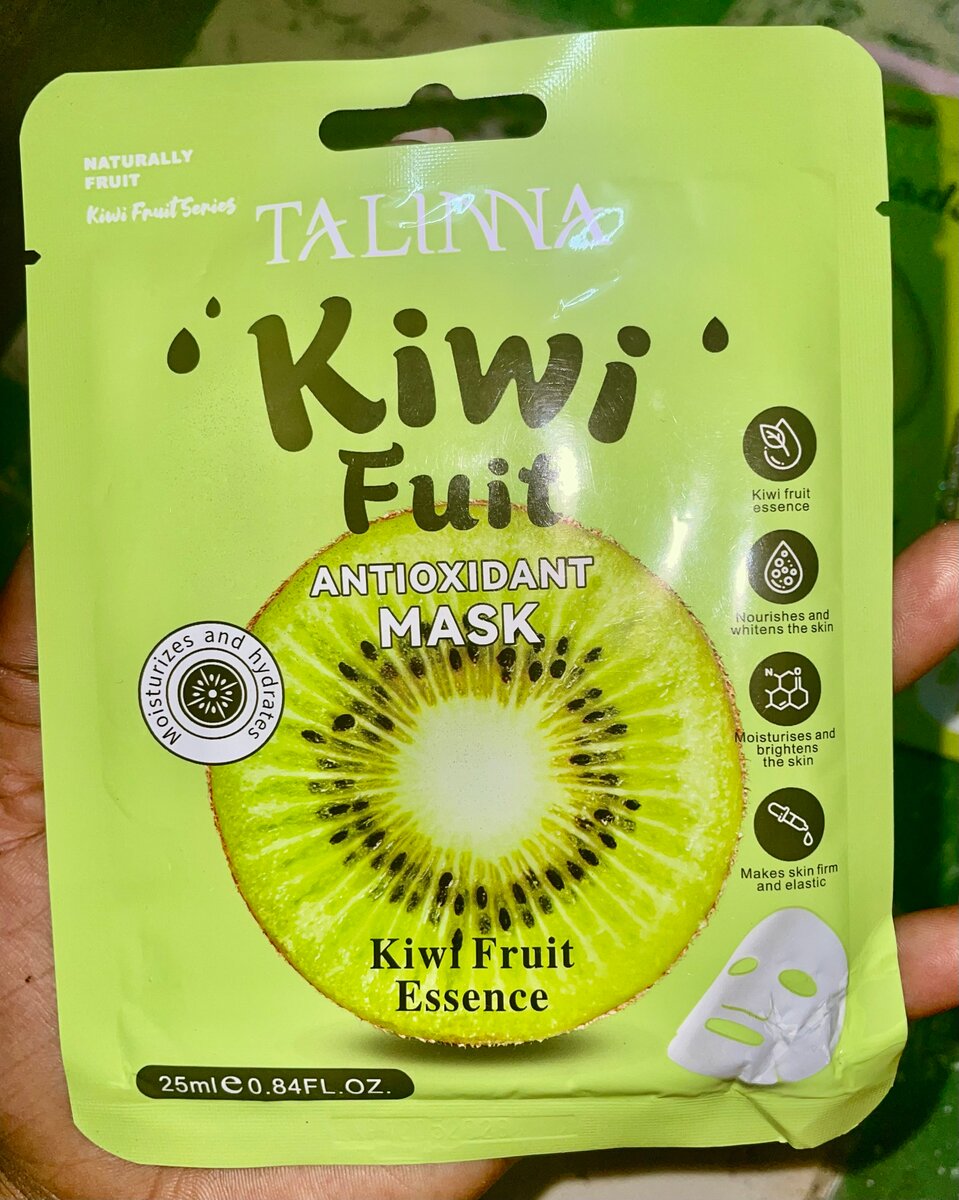 NATURALLY
FRUIT
Kiwi Fruit Series
TALINNA
Kiwi
Fuit
ANTIOXIDANT
MASK
Kiwi fruit
essence
Nourishes and
whitens the skin
Moisturizes and hydrates
Moisturises and
brightens
the skin
Makes skin firm
and elastic
Kiwi Fruit
Essence
25ml e 0.84FL.OZ.